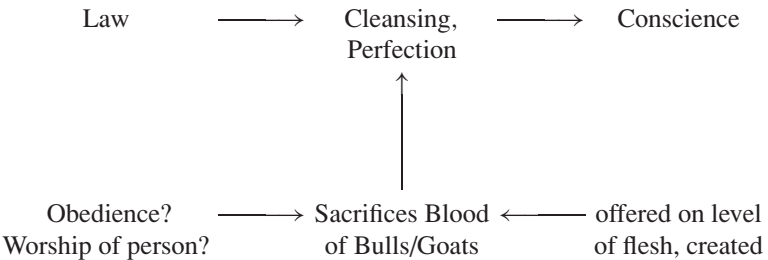 Law
Cleansing,
Perfection
Conscience
Obedience?
Worship of person?
Sacrifices Blood
of Bulls/Goats
offered on level
of flesh, created